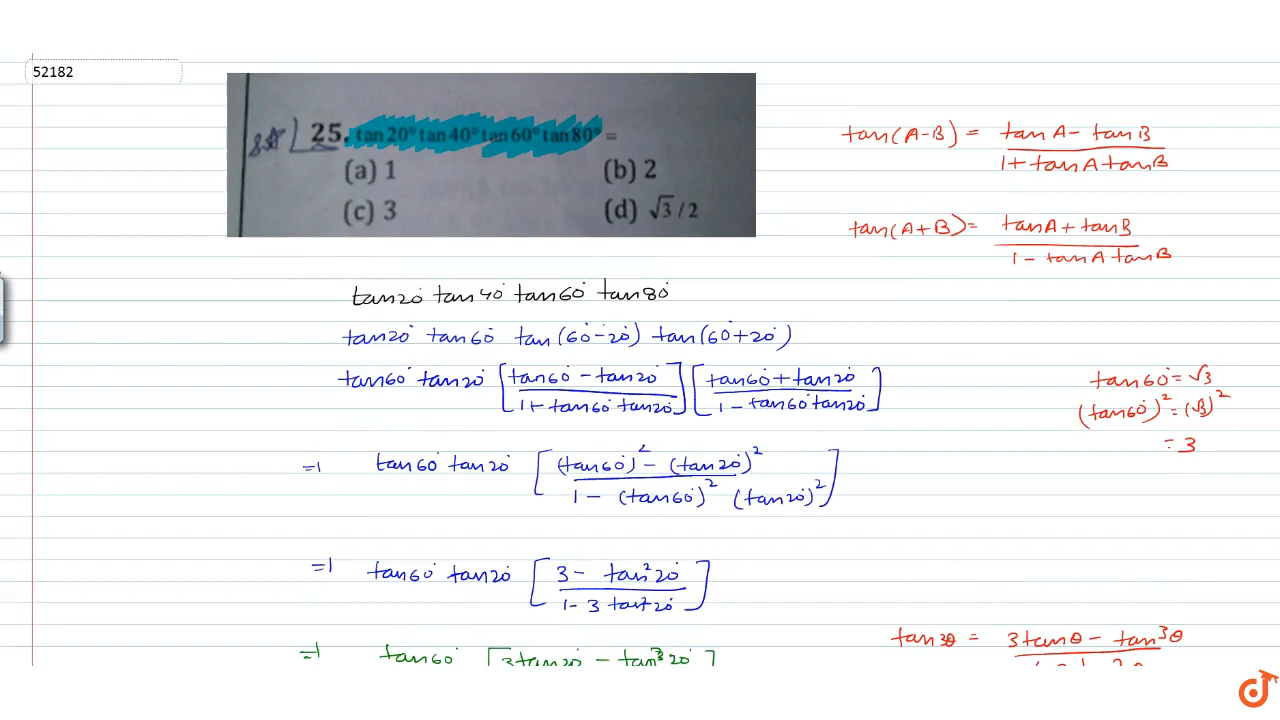 52182
25. tan 20° tan 40° tan 60° tan 80° =
(a) 1 (b) 2
(c) 3 (d) √3 / 2
tan(A-B) = (tanA - tanB) / (1 + tanA tanB)
tan(A+B) = (tanA + tanB) / (1 - tanA tanB)
tan20° tan40° tan60° tan80°
tan20° tan60° tan(60°-20°) tan(60°+20°)
tan60° tan20° [(tan60° - tan20°) / (1 + tan60° tan20°)] [(tan60° + tan20°) / (1 - tan60° tan20°)]
tan60° = √3
(tan60°)² = (√3)²
= 3
⇒ tan60° tan20° [((tan60°)² - (tan20°)²) / (1 - (tan60°)² (tan20°)²)]
⇒ tan60° tan20° [(3 - tan²20°) / (1 - 3 tan²20°)]
tan3θ = 3tanθ - tan³θ
⇒ tan60° [3tan20° - tan³20°]